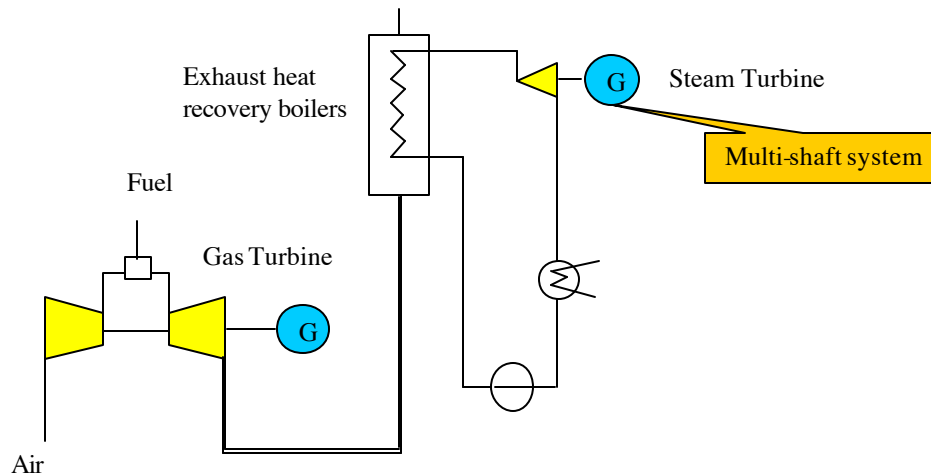 Exhaust heat
recovery boilers
G
Steam Turbine
Multi-shaft system
Fuel
Gas Turbine
G
Air